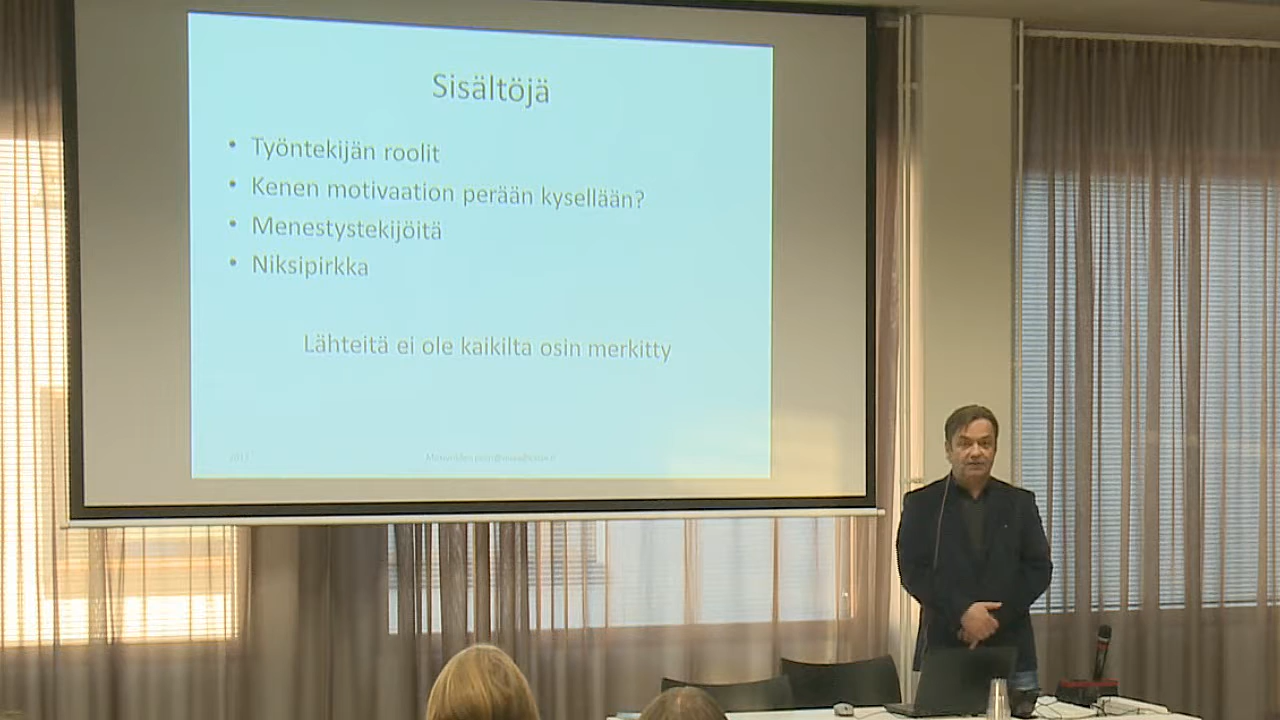 Sisältöjä
• Työntekijän roolit
• Kenen motivaation perään kysellään?
• Menestystekijöitä
• Niksipirkka
Lähteitä ei ole kaikilta osin merkitty